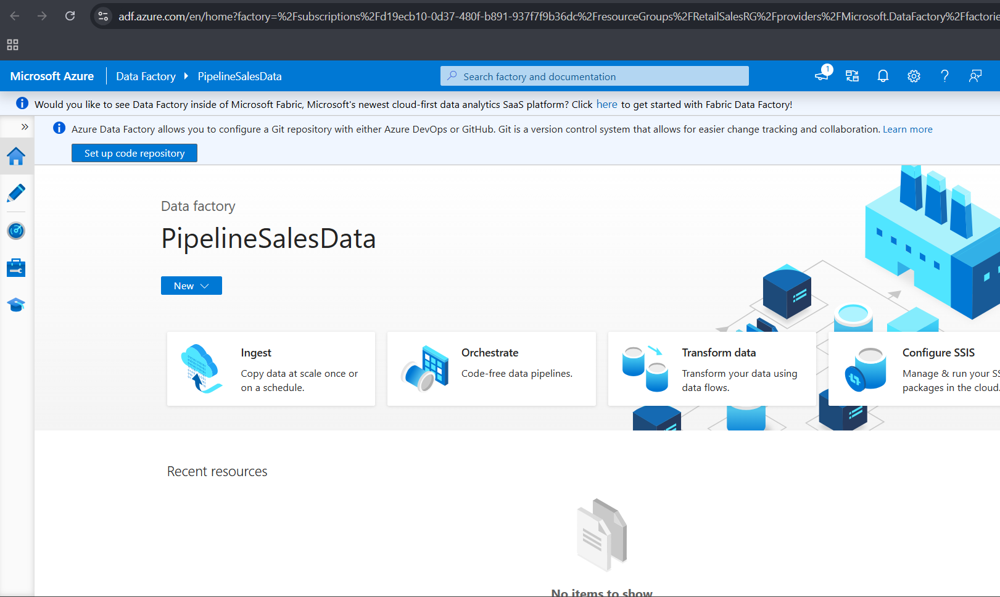 adf.azure.com/en/home?factory=%2Fsubscriptions%2Fd19ecb10-0d37-480f-b891-937f7f9b36dc%2FresourceGroups%2FRetailSalesRG%2Fproviders%2FMicrosoft.DataFactory%2Ffactorie
Microsoft Azure Data Factory PipelineSalesData Search factory and documentation 1
Would you like to see Data Factory inside of Microsoft Fabric, Microsoft's newest cloud-first data analytics SaaS platform? Click here to get started with Fabric Data Factory!
Azure Data Factory allows you to configure a Git repository with either Azure DevOps or GitHub. Git is a version control system that allows for easier change tracking and collaboration. Learn more
Set up code repository
Data factory
PipelineSalesData
New
Ingest
Copy data at scale once or
on a schedule.
Orchestrate
Code-free data pipelines.
Transform data
Transform your data using
data flows.
Configure SSIS
Manage & run your SS
packages in the cloud.
Recent resources
No items to show